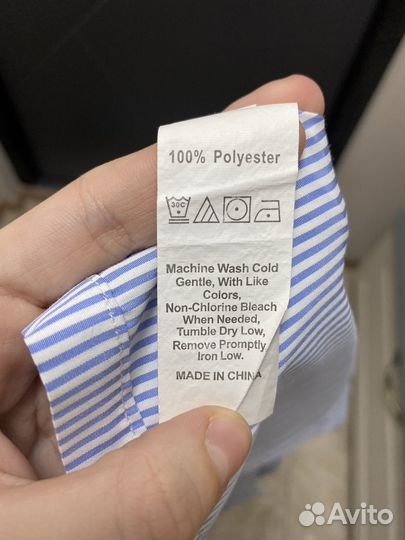 100% Polyester
30C
Machine Wash Cold
Gentle, With Like
Colors,
Non-Chlorine Bleach
When Needed,
Tumble Dry Low,
Remove Promptly
Iron Low.
MADE IN CHINA
Avito